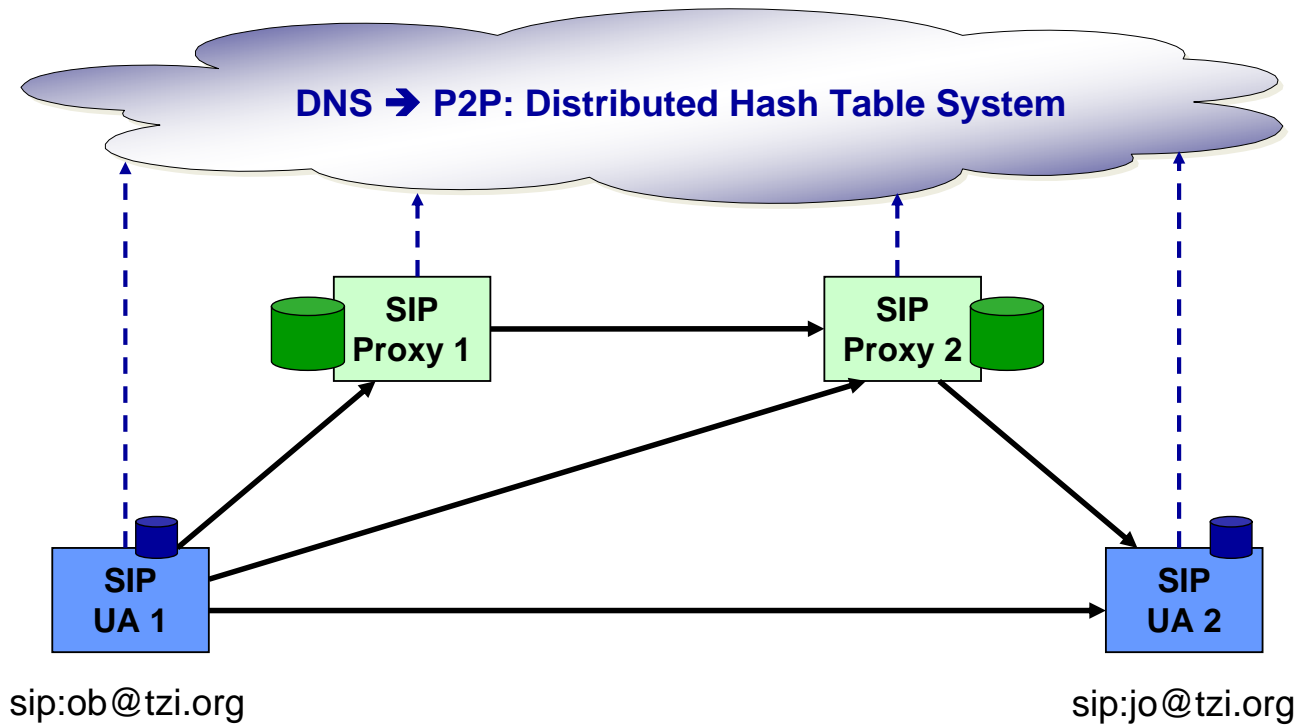 DNS ➔ P2P: Distributed Hash Table System
SIP
Proxy 1
SIP
Proxy 2
SIP
UA 1
SIP
UA 2
sip:ob@tzi.org
sip:jo@tzi.org